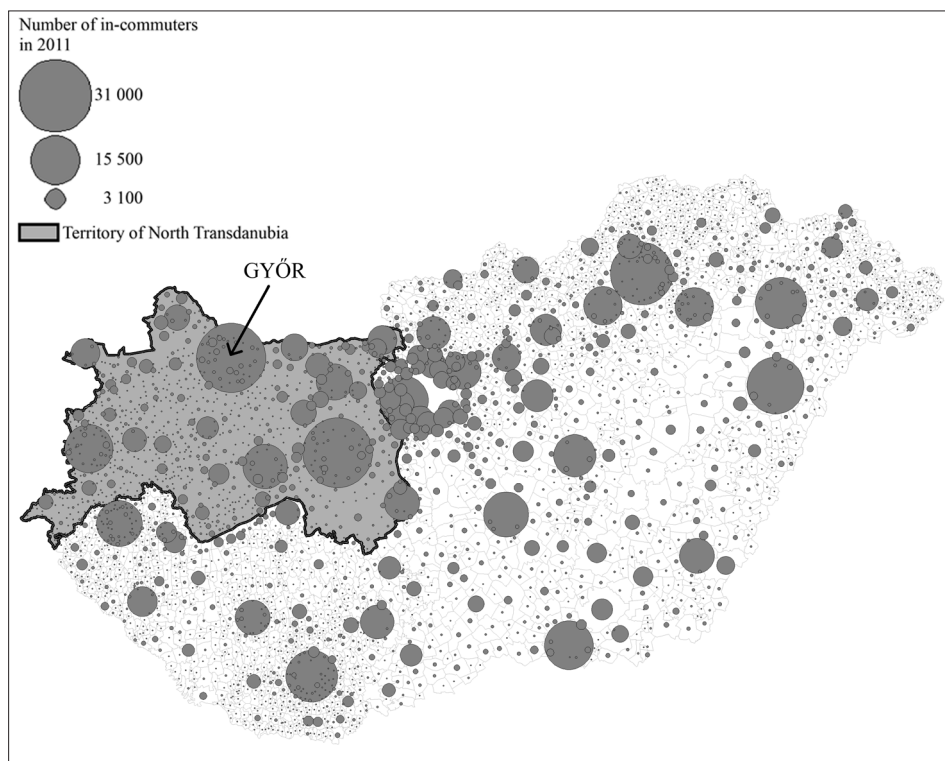 Number of in-commuters
in 2011
31 000
15 500
3 100
Territory of North Transdanubia
GYŐR